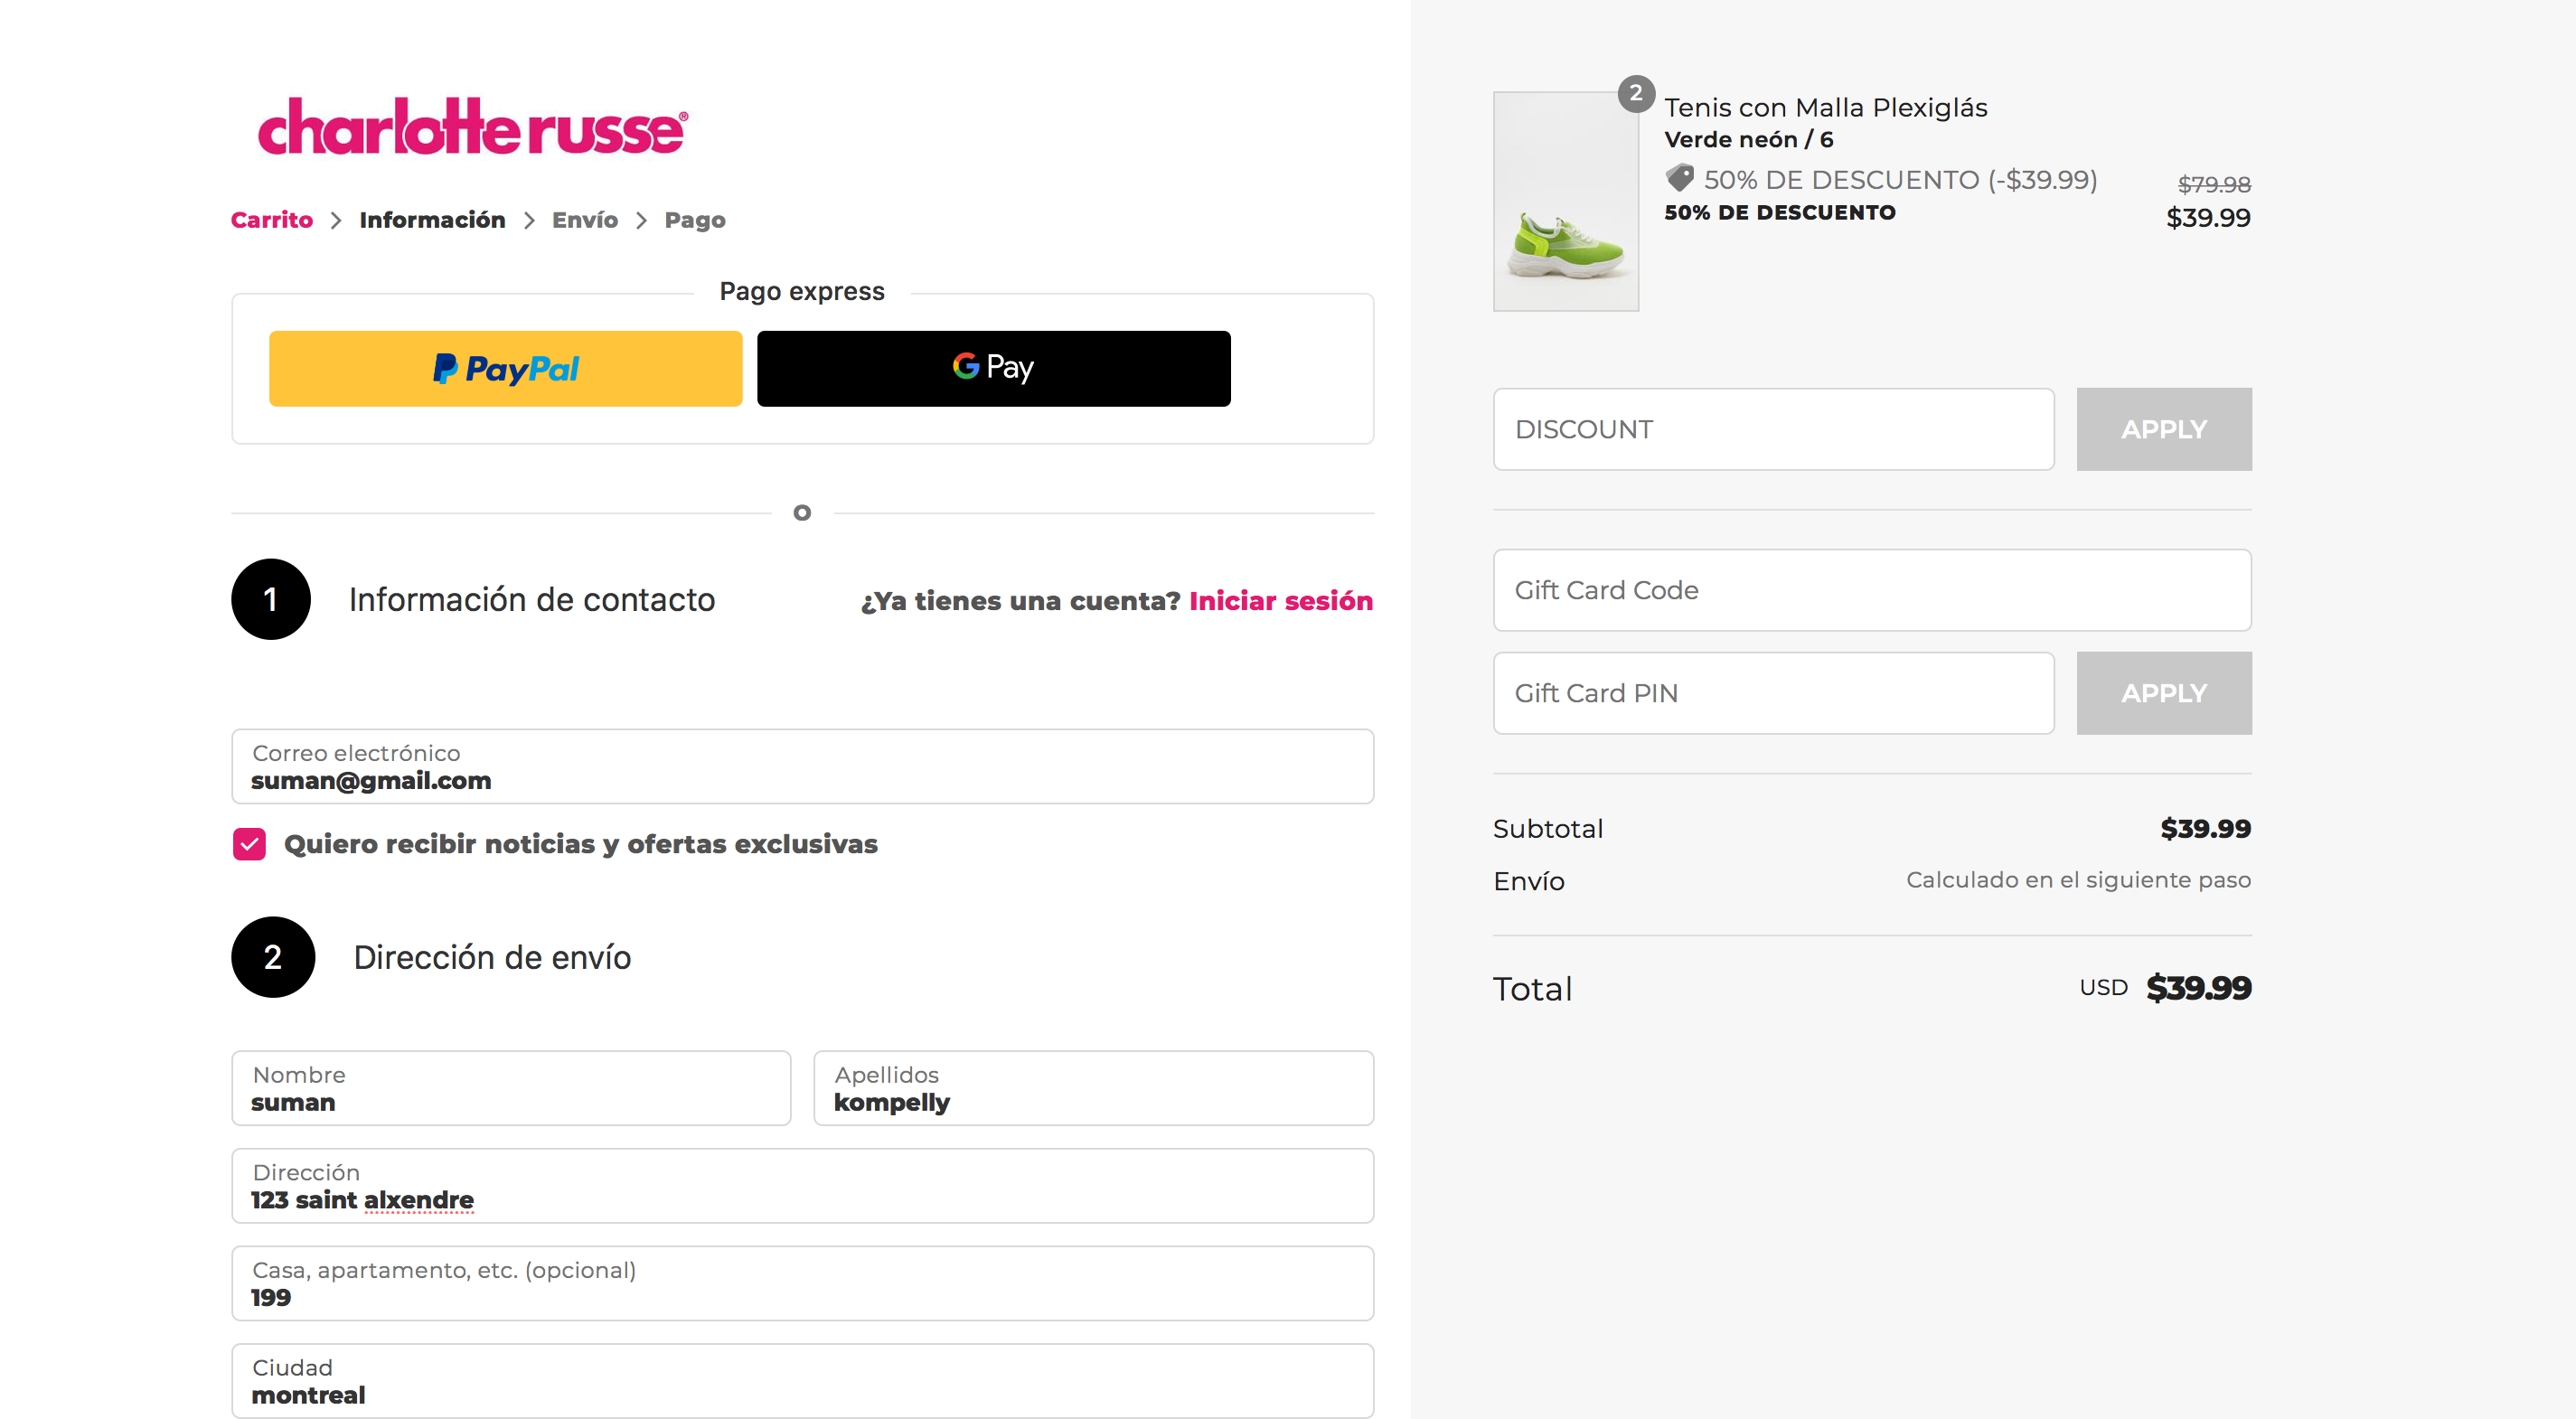 charlotte russe®
Carrito > Información > Envío > Pago
Pago express
PayPal
G Pay
O
1 Información de contacto
¿Ya tienes una cuenta? Iniciar sesión
Correo electrónico
suman@gmail.com
Quiero recibir noticias y ofertas exclusivas
2 Dirección de envío
Nombre
suman
Apellidos
kompelly
Dirección
123 saint alxendre
Casa, apartamento, etc. (opcional)
199
Ciudad
montreal
2
Tenis con Malla Plexiglás
Verde neón / 6
50% DE DESCUENTO (-$39.99)
50% DE DESCUENTO
$79.98
$39.99
DISCOUNT
APPLY
Gift Card Code
Gift Card PIN
APPLY
Subtotal $39.99
Envío Calculado en el siguiente paso
Total USD $39.99